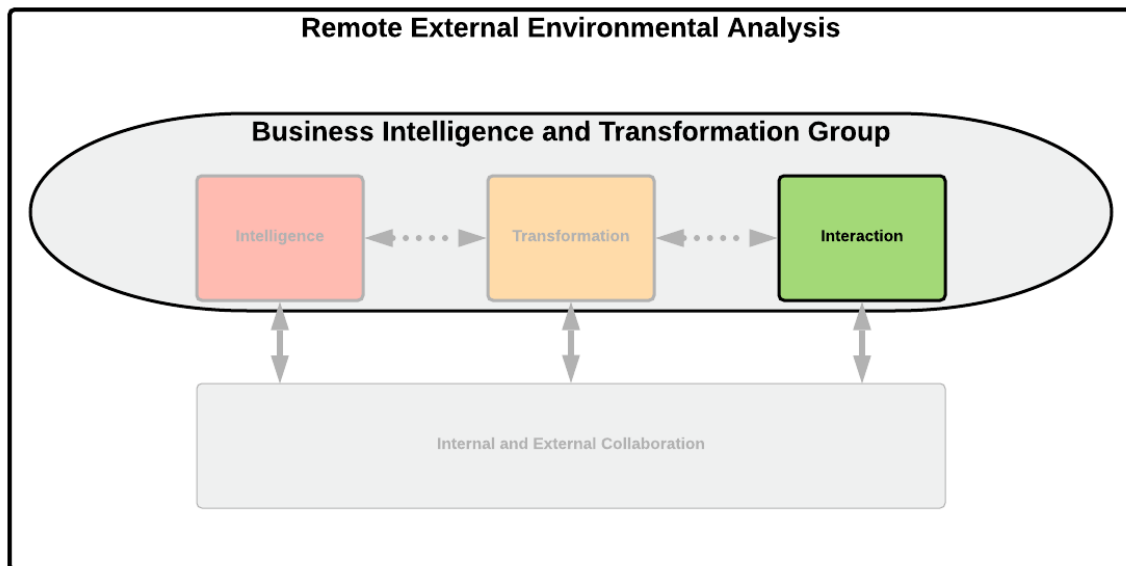 Remote External Environmental Analysis
Business Intelligence and Transformation Group
Intelligence
Transformation
Interaction
Internal and External Collaboration